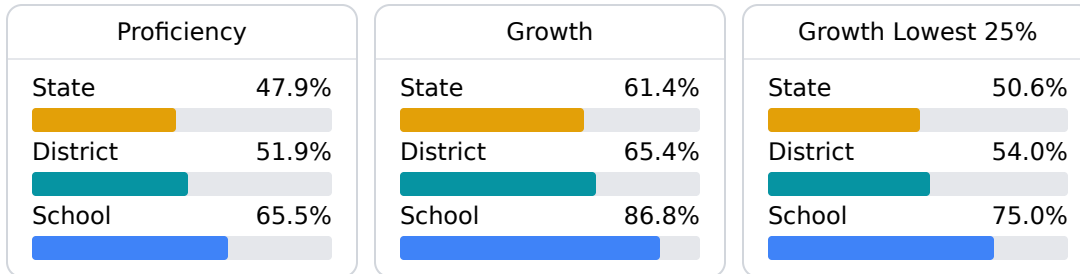 Proficiency
State 47.9%
District 51.9%
School 65.5%
Growth
State 61.4%
District 65.4%
School 86.8%
Growth Lowest 25%
State 50.6%
District 54.0%
School 75.0%